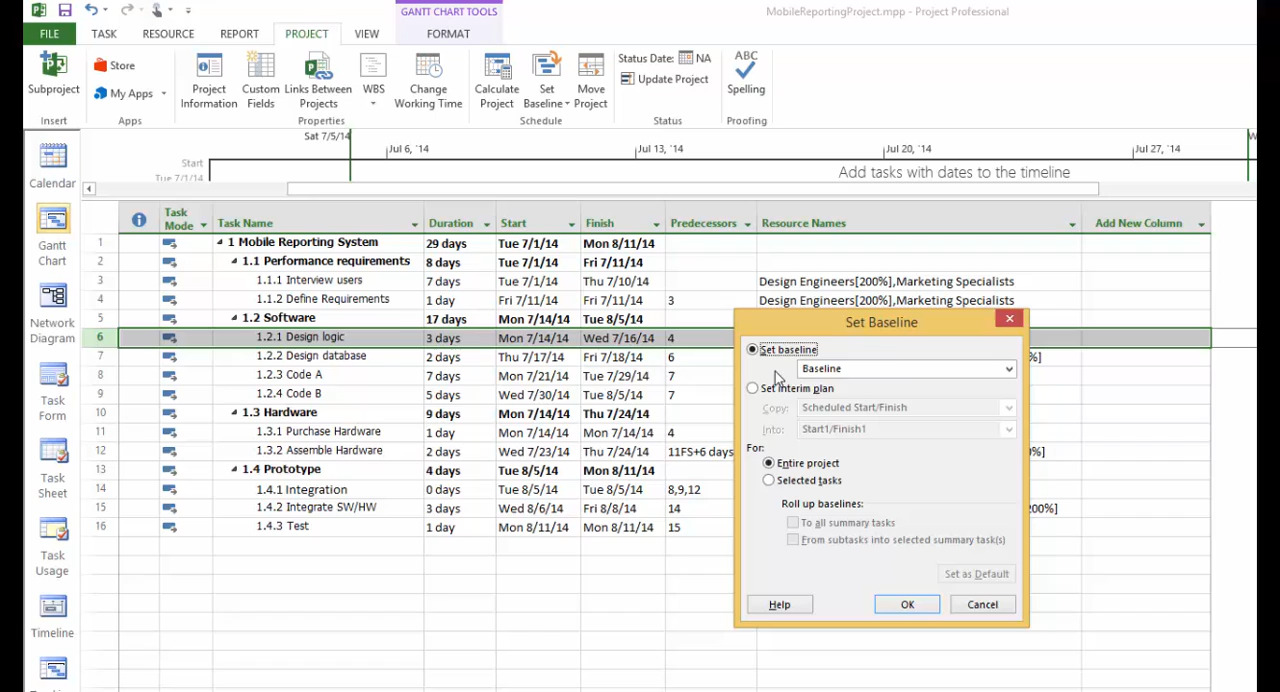 GANTT CHART TOOLS
MobileReportingProject.mpp - Project Professional
FILE TASK RESOURCE REPORT PROJECT VIEW FORMAT
Subproject
Store
My Apps
Project Information
Custom Fields
Links Between Projects
WBS
Change Working Time
Calculate Project
Set Baseline
Move Project
Status Date: NA
Update Project
ABC
Spelling
Insert Apps Properties Schedule Status Proofing
Sat 7/5/14
Jul 6, '14 Jul 13, '14 Jul 20, '14 Jul 27, '14
Start
Tue 7/1/14
Add tasks with dates to the timeline
Calendar
Gantt Chart
Network Diagram
Task Form
Task Sheet
Task Usage
Timeline
Task Mode Task Name Duration Start Finish Predecessors Resource Names Add New Column
1 1 Mobile Reporting System 29 days Tue 7/1/14 Mon 8/11/14
2 1.1 Performance requirements 8 days Tue 7/1/14 Fri 7/11/14
3 1.1.1 Interview users 7 days Tue 7/1/14 Thu 7/10/14 Design Engineers[200%],Marketing Specialists
4 1.1.2 Define Requirements 1 day Fri 7/11/14 Fri 7/11/14 3 Design Engineers[200%],Marketing Specialists
5 1.2 Software 17 days Mon 7/14/14 Tue 8/5/14
6 1.2.1 Design logic 3 days Mon 7/14/14 Wed 7/16/14 4
7 1.2.2 Design database 2 days Thu 7/17/14 Fri 7/18/14 6
8 1.2.3 Code A 7 days Mon 7/21/14 Tue 7/29/14 7
9 1.2.4 Code B 5 days Wed 7/30/14 Tue 8/5/14 7
10 1.3 Hardware 9 days Mon 7/14/14 Thu 7/24/14
11 1.3.1 Purchase Hardware 1 day Mon 7/14/14 Mon 7/14/14 4
12 1.3.2 Assemble Hardware 2 days Wed 7/23/14 Thu 7/24/14 11FS+6 days
13 1.4 Prototype 4 days Tue 8/5/14 Mon 8/11/14
14 1.4.1 Integration 0 days Tue 8/5/14 Tue 8/5/14 8,9,12
15 1.4.2 Integrate SW/HW 3 days Wed 8/6/14 Fri 8/8/14 14 200%]
16 1.4.3 Test 1 day Mon 8/11/14 Mon 8/11/14 15
Set Baseline
Set baseline
Baseline
Set interim plan
Copy: Scheduled Start/Finish
Into: Start1/Finish1
For:
Entire project
Selected tasks
Roll up baselines:
To all summary tasks
From subtasks into selected summary task(s)
Set as Default
Help OK Cancel